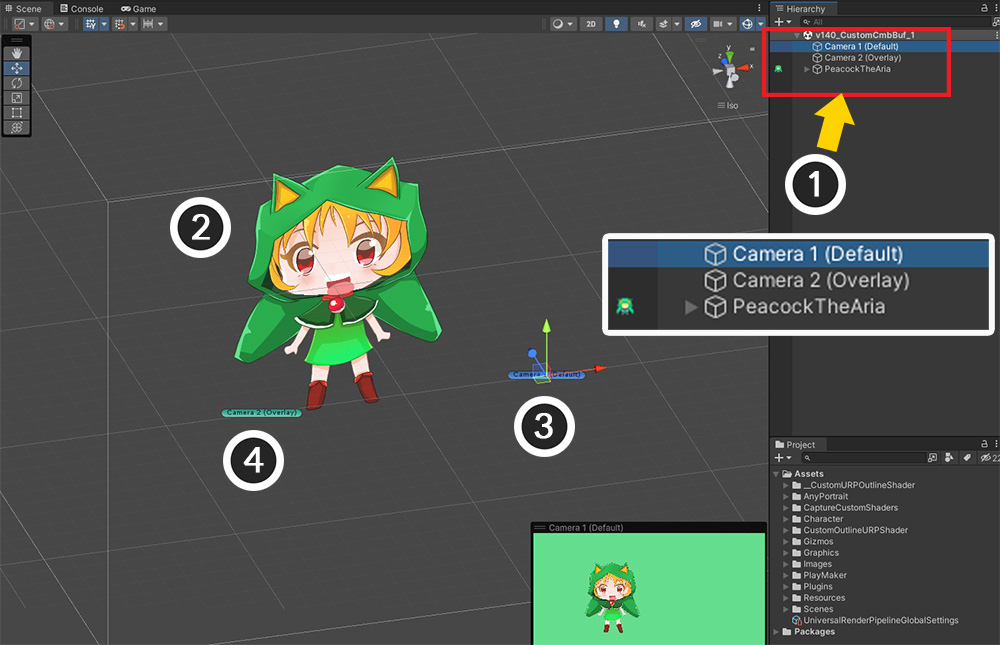 Scene
Console
Game
2D
Hierarchy
All
v140_CustomCmbBuf_1
Camera 1 (Default)
Camera 2 (Overlay)
PeacockTheAria
y
z
x
Iso
1
2
Camera 1 (Default)
Camera 2 (Overlay)
PeacockTheAria
Camera 1 (Default)
Camera 2 (Overlay)
3
4
Project
22
Assets
__CustomURPOutlineShader
AnyPortrait
CaptureCustomShaders
Character
CustomOutlineURPShader
Gizmos
Graphics
Images
PlayMaker
Plugins
Resources
Scenes
UniversalRenderPipelineGlobalSettings
Packages
Camera 1 (Default)